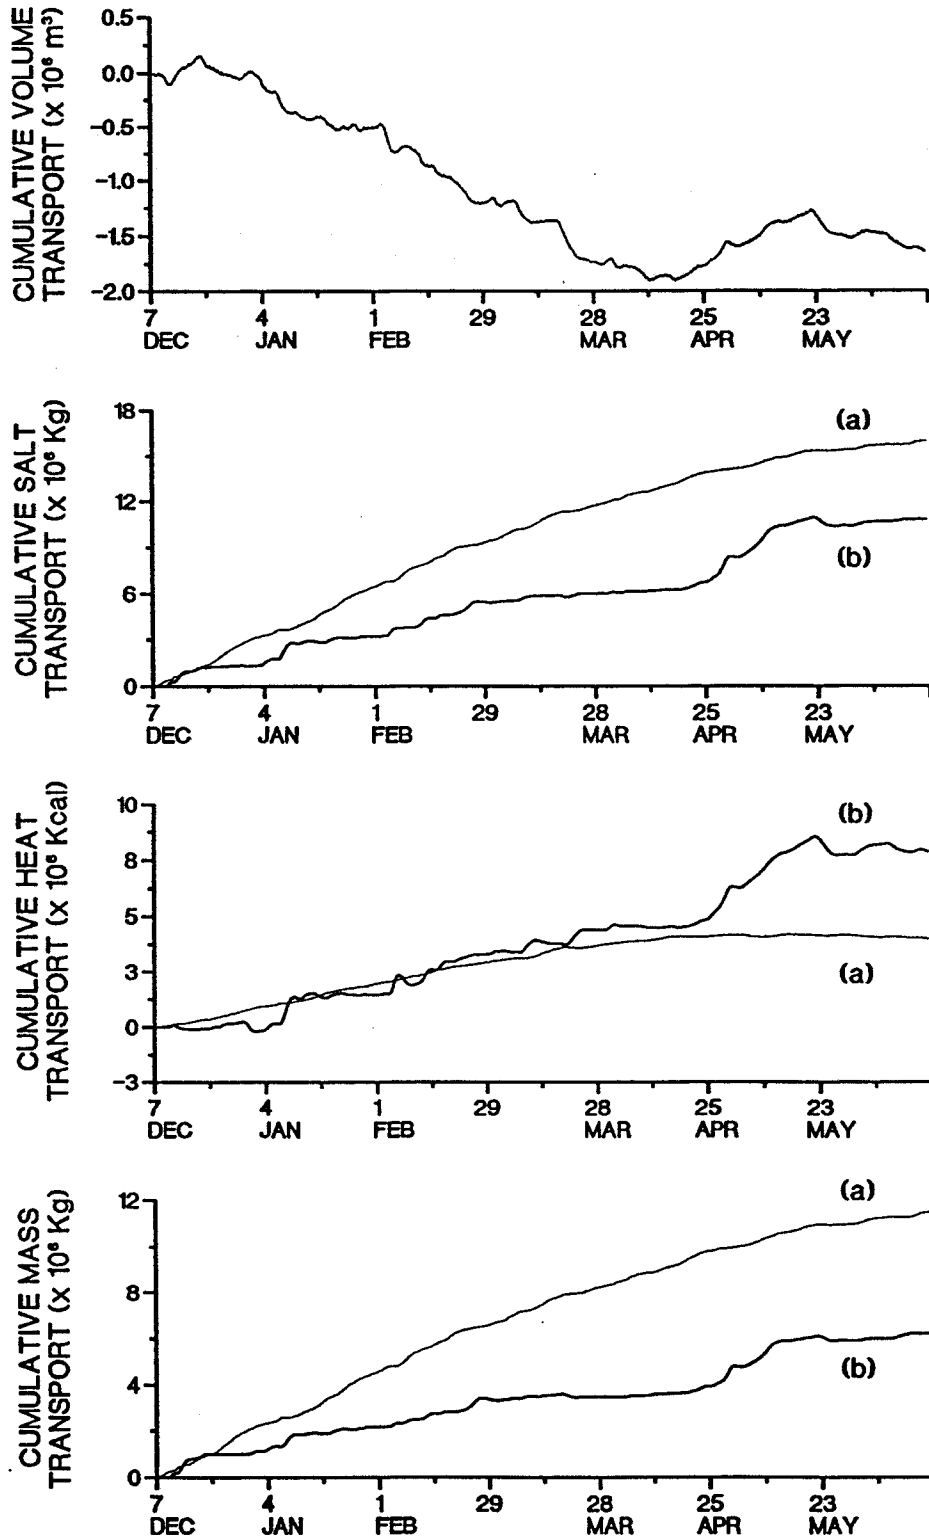 CUMULATIVE VOLUME
TRANSPORT (x 10⁶ m³)
0.5
0.0
−0.5
−1.0
−1.5
−2.0
7 4 1 29 28 25 23
DEC JAN FEB MAR APR MAY
CUMULATIVE SALT
TRANSPORT (x 10⁶ Kg)
18
12
6
0
(a)
(b)
7 4 1 29 28 25 23
DEC JAN FEB MAR APR MAY
CUMULATIVE HEAT
TRANSPORT (x 10⁶ Kcal)
10
8
5
3
0
−3
(b)
(a)
7 4 1 29 28 25 23
DEC JAN FEB MAR APR MAY
CUMULATIVE MASS
TRANSPORT (x 10⁶ Kg)
12
8
4
0
(a)
(b)
7 4 1 29 28 25 23
DEC JAN FEB MAR APR MAY